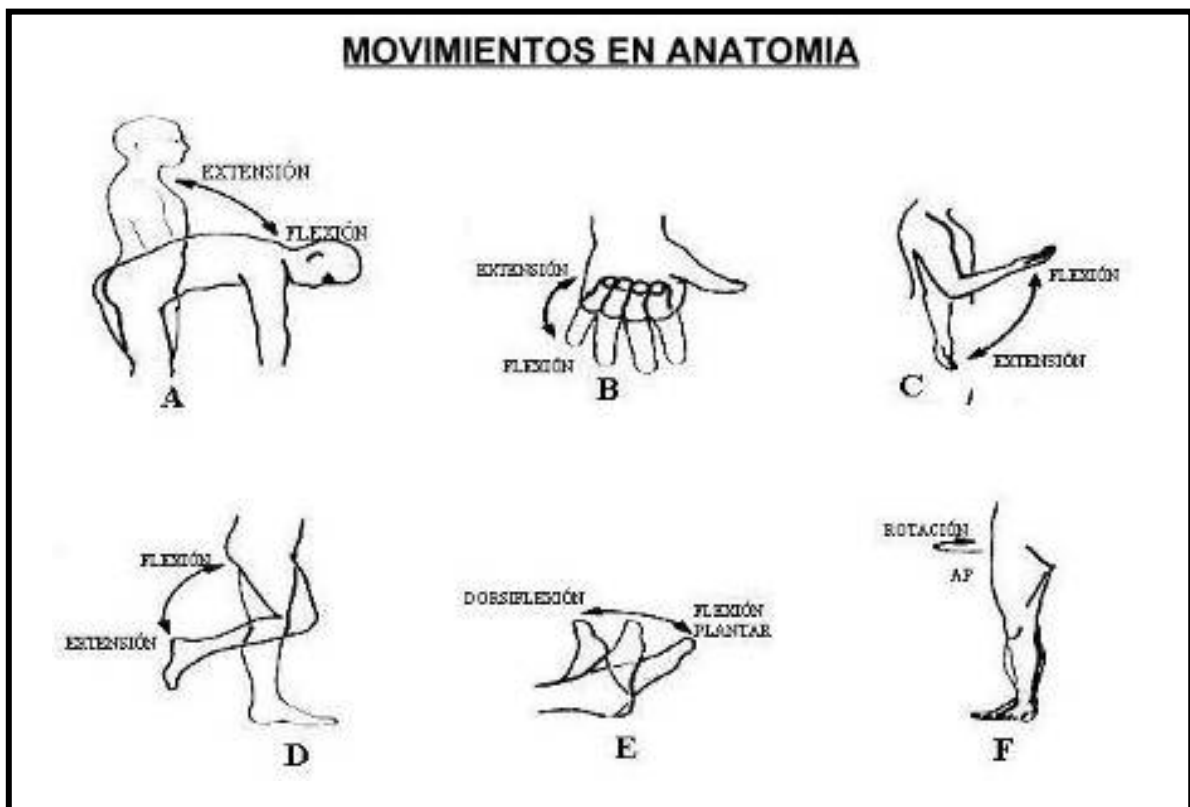 MOVIMIENTOS EN ANATOMIA
EXTENSIÓN
FLEXIÓN
A
EXTENSIÓN
FLEXIÓN
B
FLEXIÓN
EXTENSIÓN
C
FLEXIÓN
EXTENSIÓN
D
DORSIFLEXIÓN
FLEXIÓN
PLANTAR
E
ROTACIÓN
AP
F